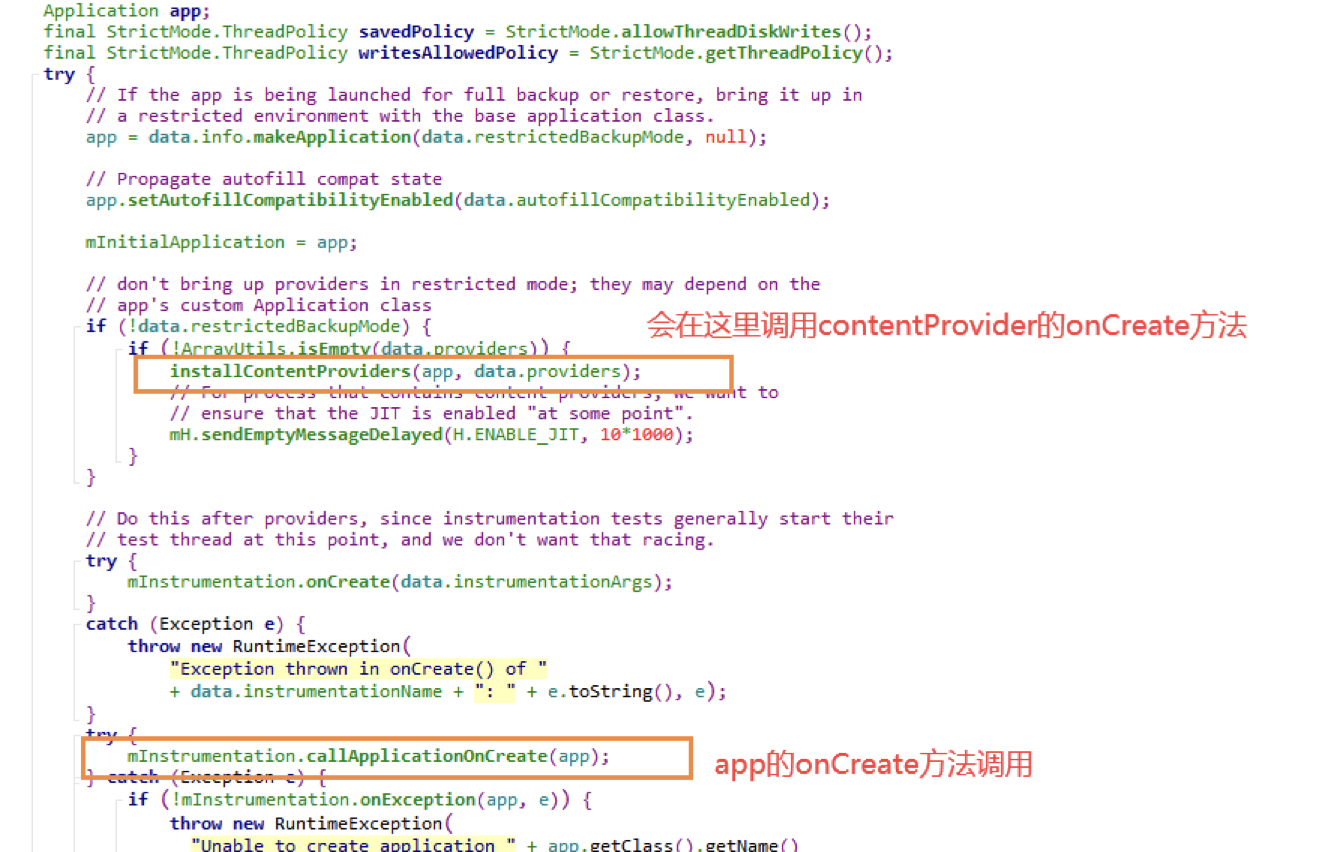 Application app;
final StrictMode.ThreadPolicy savedPolicy = StrictMode.allowThreadDiskWrites();
final StrictMode.ThreadPolicy writesAllowedPolicy = StrictMode.getThreadPolicy();
try {
// If the app is being launched for full backup or restore, bring it up in
// a restricted environment with the base application class.
app = data.info.makeApplication(data.restrictedBackupMode, null);
// Propagate autofill compat state
app.setAutofillCompatibilityEnabled(data.autofillCompatibilityEnabled);
mInitialApplication = app;
// don't bring up providers in restricted mode; they may depend on the
// app's custom Application class
if (!data.restrictedBackupMode) {
会在这里调用contentProvider的onCreate方法
if (!ArrayUtils.isEmpty(data.providers)) {
installContentProviders(app, data.providers);
// For process that contains content providers, we want to
// ensure that the JIT is enabled "at some point".
mH.sendEmptyMessageDelayed(H.ENABLE_JIT, 10*1000);
}
}
// Do this after providers, since instrumentation tests generally start their
// test thread at this point, and we don't want that racing.
try {
mInstrumentation.onCreate(data.instrumentationArgs);
}
catch (Exception e) {
throw new RuntimeException(
"Exception thrown in onCreate() of "
+ data.instrumentationName + ": " + e.toString(), e);
}
try {
mInstrumentation.callApplicationOnCreate(app);
app的onCreate方法调用
} catch (Exception e) {
if (!mInstrumentation.onException(app, e)) {
throw new RuntimeException(
"Unable to create application " + app.getClass().getName()